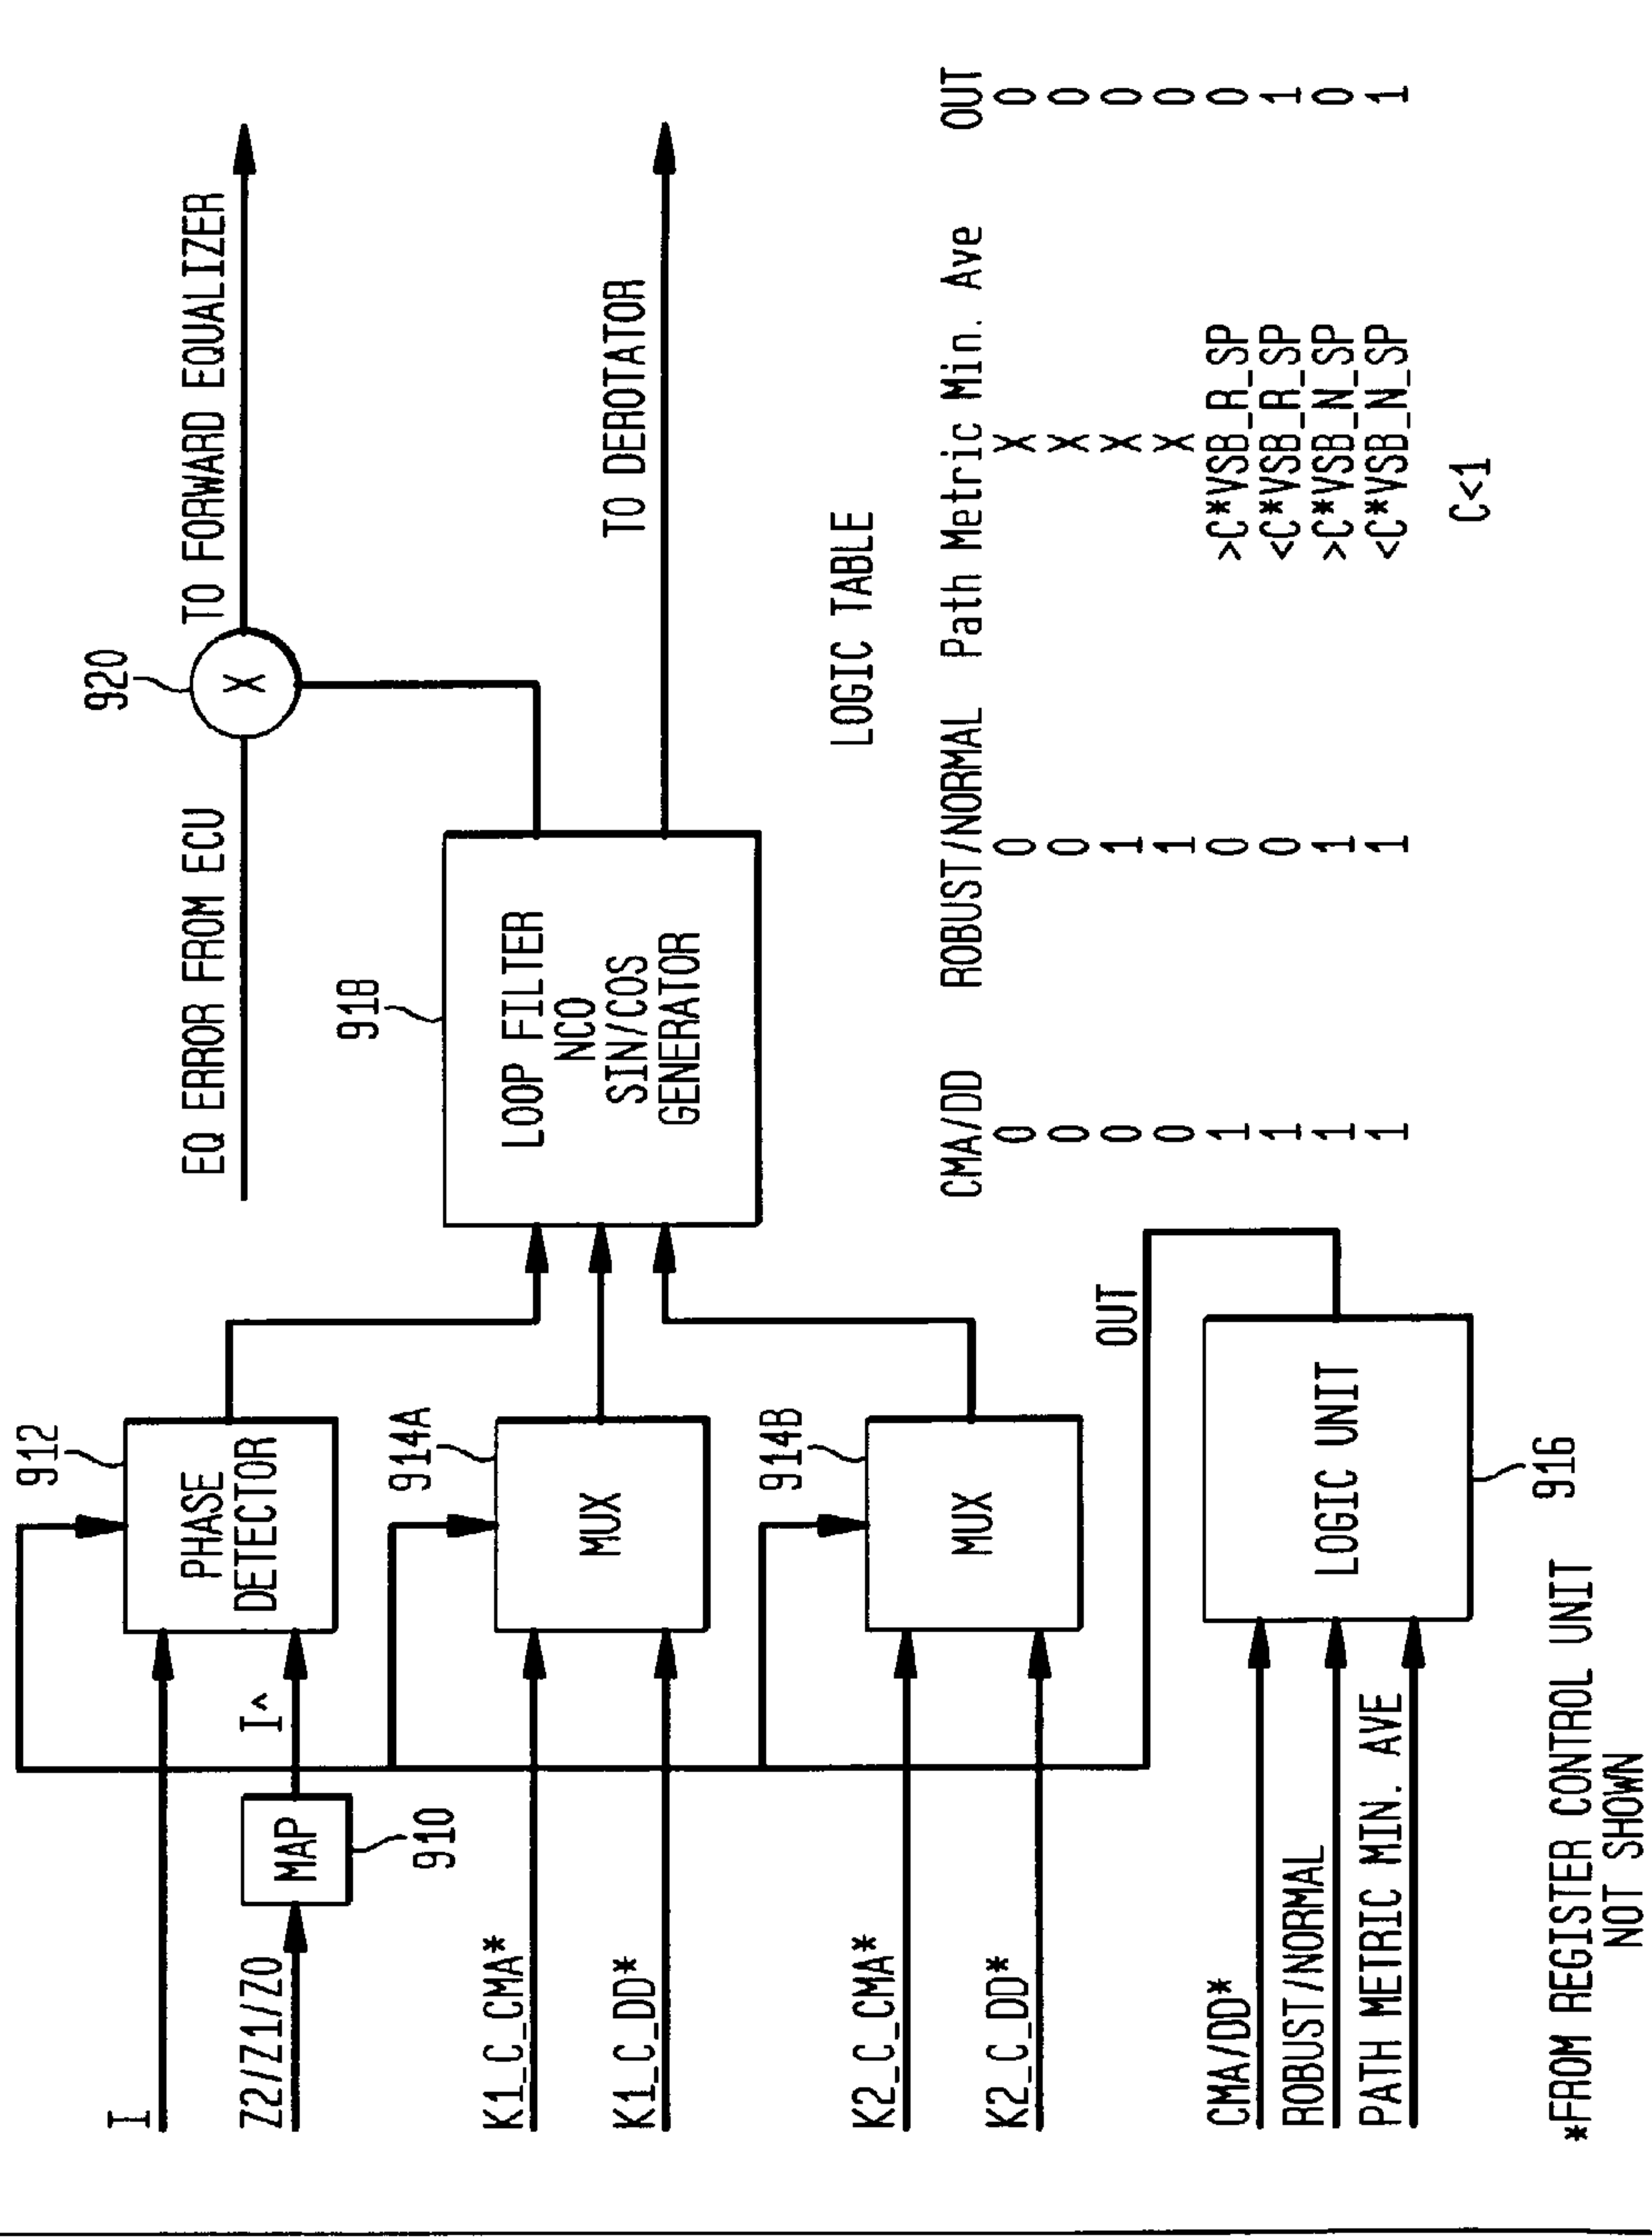 912
I
PHASE
DETECTOR
EQ ERROR FROM ECU
920
X
TO FORWARD EQUALIZER
Z2/Z1/Z0
MAP
I^
910
914A
K1_C_CMA*
K1_C_DD*
MUX
918
LOOP FILTER
NCO
SIN/COS
GENERATOR
TO DEROTATOR
914B
K2_C_CMA*
K2_C_DD*
MUX
OUT
CMA/DD*
ROBUST/NORMAL
PATH METRIC MIN. AVE
LOGIC UNIT
916
LOGIC TABLE
CMA/DD ROBUST/NORMAL Path Metric Min. Ave OUT
0 0 X 0
0 0 X 0
0 1 X 0
0 1 X 0
1 0 >C*VSB_R_SP 0
1 0 <C*VSB_R_SP 1
1 1 >C*VSB_N_SP 0
1 1 <C*VSB_N_SP 1
C<1
*FROM REGISTER CONTROL UNIT
NOT SHOWN